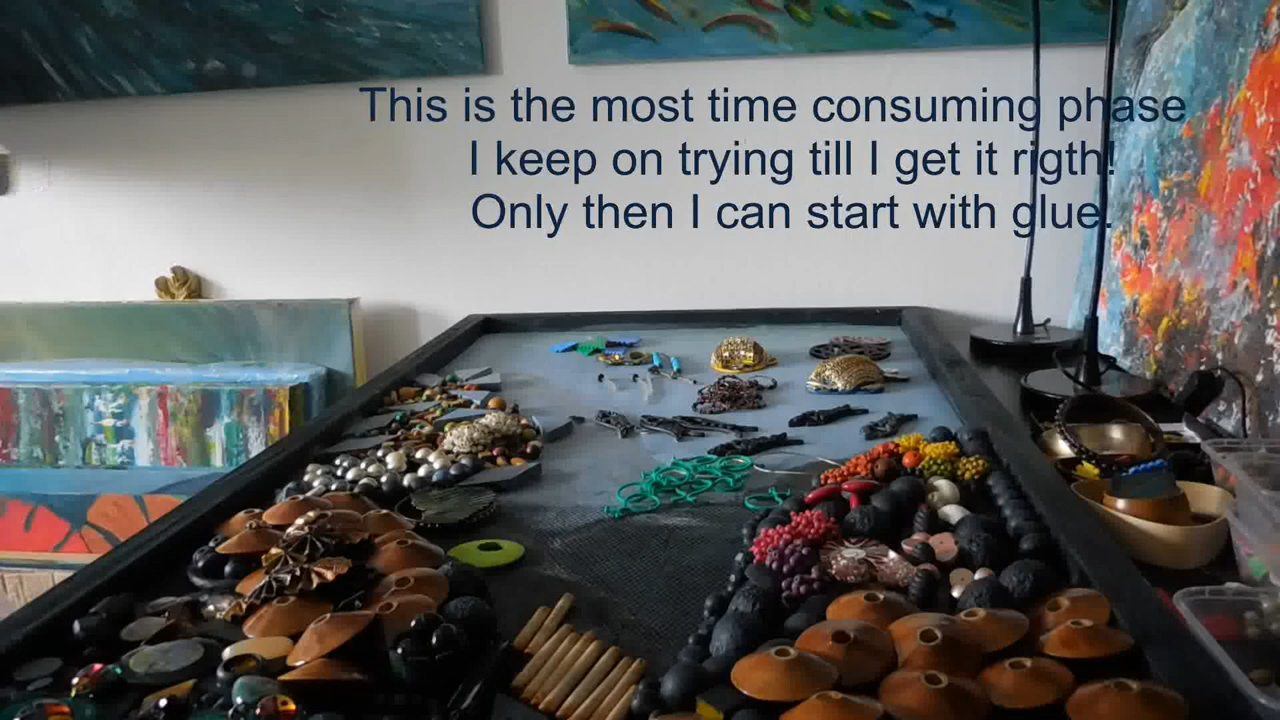 This is the most time consuming phase
I keep on trying till I get it rigth!
Only then I can start with glue.